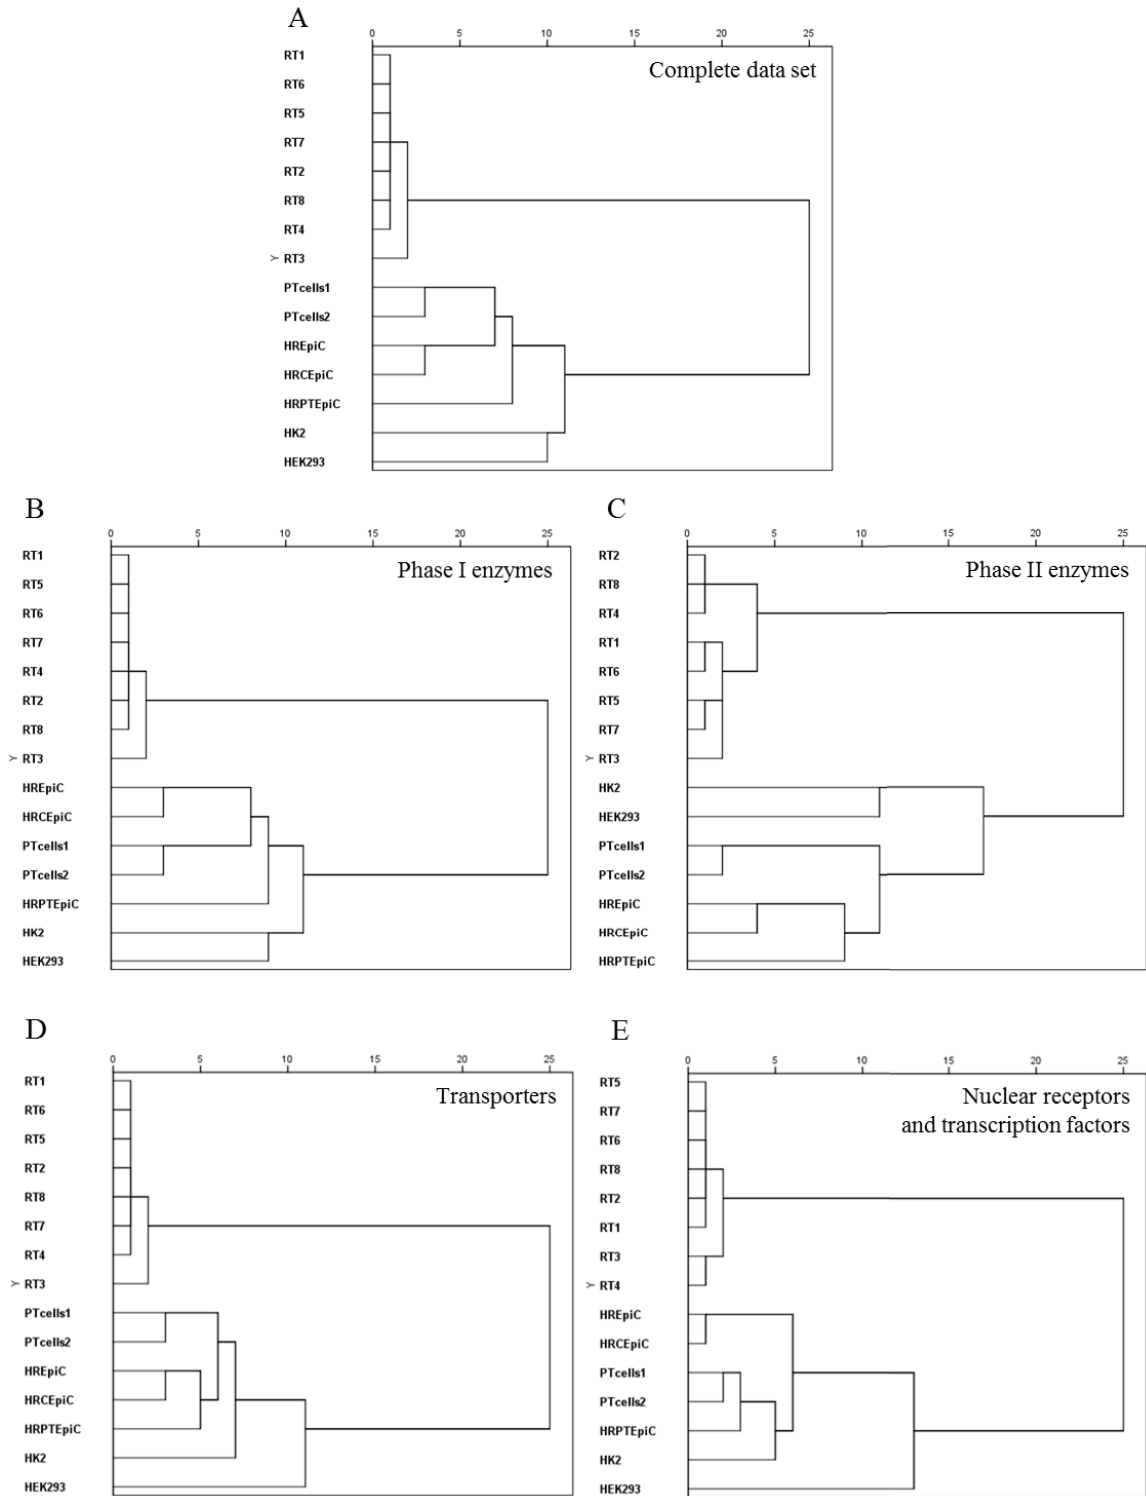 A
0 5 10 15 20 25
Complete data set
RT1
RT6
RT5
RT7
RT2
RT8
RT4
Y RT3
PTcells1
PTcells2
HREpiC
HRCEpiC
HRPTEpiC
HK2
HEK293
B
0 5 10 15 20 25
Phase I enzymes
RT1
RT5
RT6
RT7
RT4
RT2
RT8
Y RT3
HREpiC
HRCEpiC
PTcells1
PTcells2
HRPTEpiC
HK2
HEK293
C
0 5 10 15 20 25
Phase II enzymes
RT2
RT8
RT4
RT1
RT6
RT5
RT7
Y RT3
HK2
HEK293
PTcells1
PTcells2
HREpiC
HRCEpiC
HRPTEpiC
D
0 5 10 15 20 25
Transporters
RT1
RT6
RT5
RT2
RT8
RT7
RT4
Y RT3
PTcells1
PTcells2
HREpiC
HRCEpiC
HRPTEpiC
HK2
HEK293
E
0 5 10 15 20 25
Nuclear receptors
and transcription factors
RT5
RT7
RT6
RT8
RT2
RT1
RT3
Y RT4
HREpiC
HRCEpiC
PTcells1
PTcells2
HRPTEpiC
HK2
HEK293